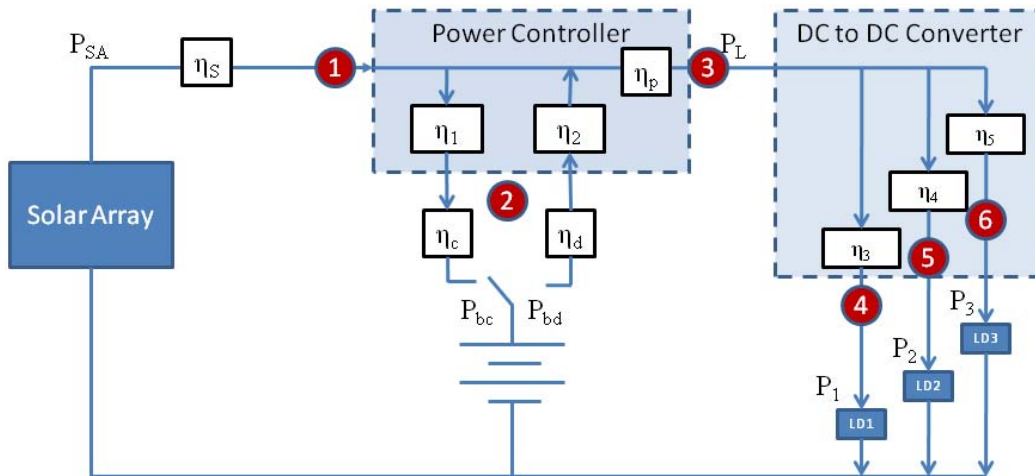 Power Controller
DC to DC Converter
P_SA
η_S
1
η_p
3
P_L
η_1
η_2
η_5
Solar Array
2
η_4
6
η_c
η_d
η_3
5
4
P_bc
P_bd
P_3
LD3
P_2
LD2
P_1
LD1